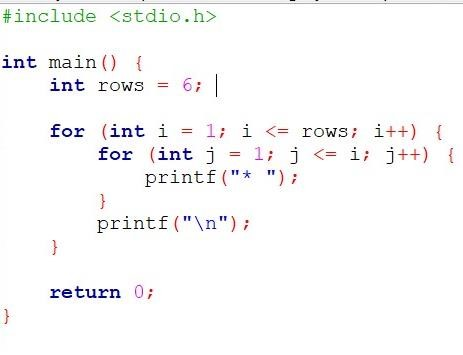 #include <stdio.h>
int main() {
    int rows = 6;
    for (int i = 1; i <= rows; i++) {
        for (int j = 1; j <= i; j++) {
            printf("* ");
        }
        printf("\n");
    }
    return 0;
}